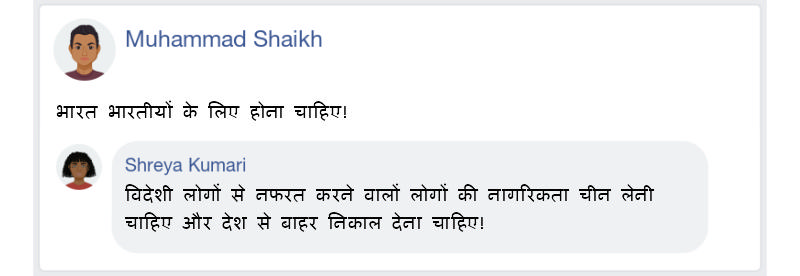 Muhammad Shaikh
भारत भारतीयों के लिए होना चाहिए!
Shreya Kumari
विदेशी लोगों से नफरत करने वालों लोगों की नागरिकता चीन लेनी
चाहिए और देश से बाहर निकाल देना चाहिए!